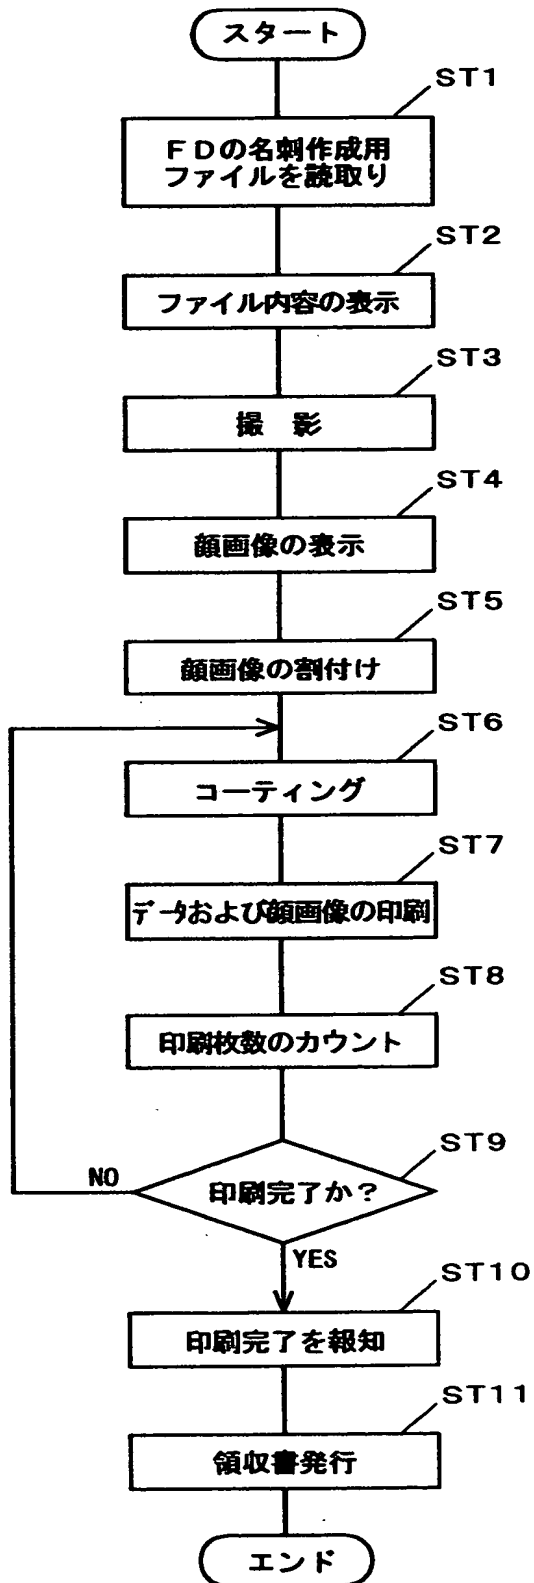 スタート
ST1
FDの名刺作成用
ファイルを読取り
ST2
ファイル内容の表示
ST3
撮 影
ST4
顔画像の表示
ST5
顔画像の割付け
ST6
コーティング
ST7
データおよび顔画像の印刷
ST8
印刷枚数のカウント
ST9
印刷完了か?
NO
YES
ST10
印刷完了を報知
ST11
領収書発行
エンド